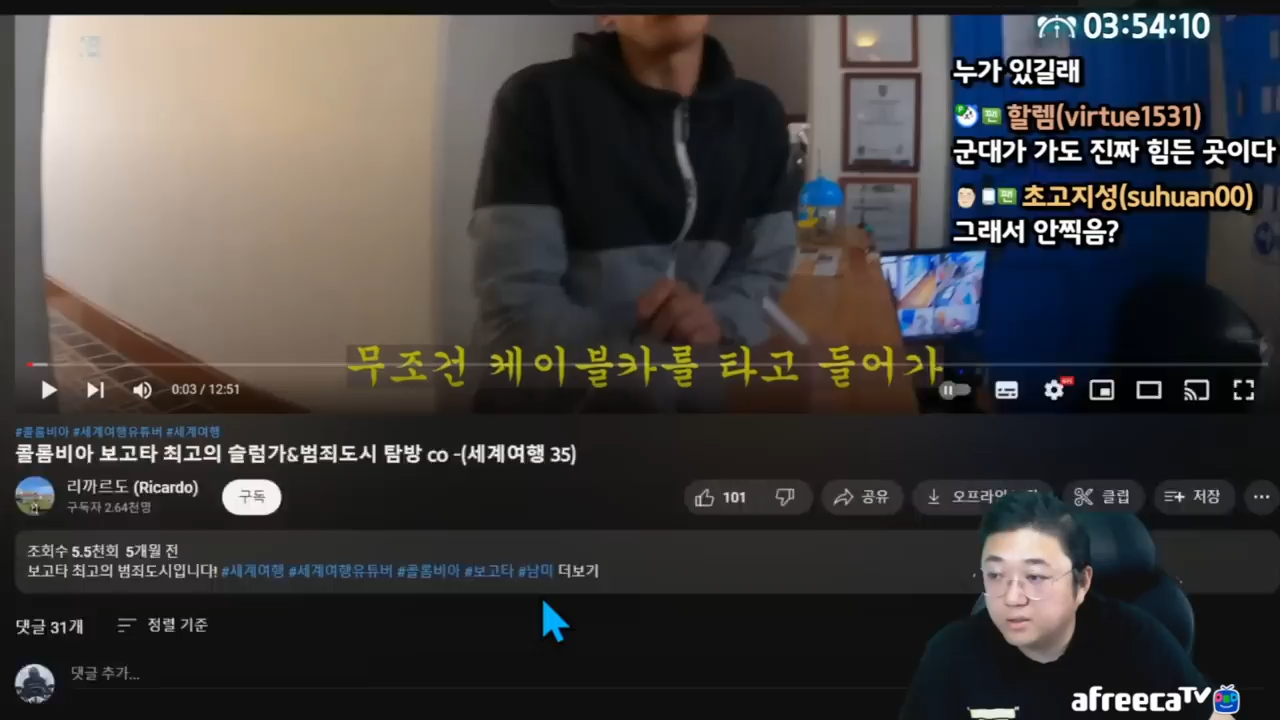 03:54:10
누가 있길래
할렘(virtue1531)
군대가 가도 진짜 힘든 곳이다
초고지성(suhuan00)
그래서 안찍음?
무조건 케이블카를 타고 들어가
0:03 / 12:51
#콜롬비아 #세계여행유튜버 #세계여행
콜롬비아 보고타 최고의 슬럼가&범죄도시 탐방 co -(세계여행 35)
리까르도 (Ricardo)
구독자 2.64천명
구독
101
공유
클립
저장
조회수 5.5천회 5개월 전
보고타 최고의 범죄도시입니다! #세계여행 #세계여행유튜버 #콜롬비아 #보고타 #남미 더보기
댓글 31개
정렬 기준
댓글 추가...
afreecaTV